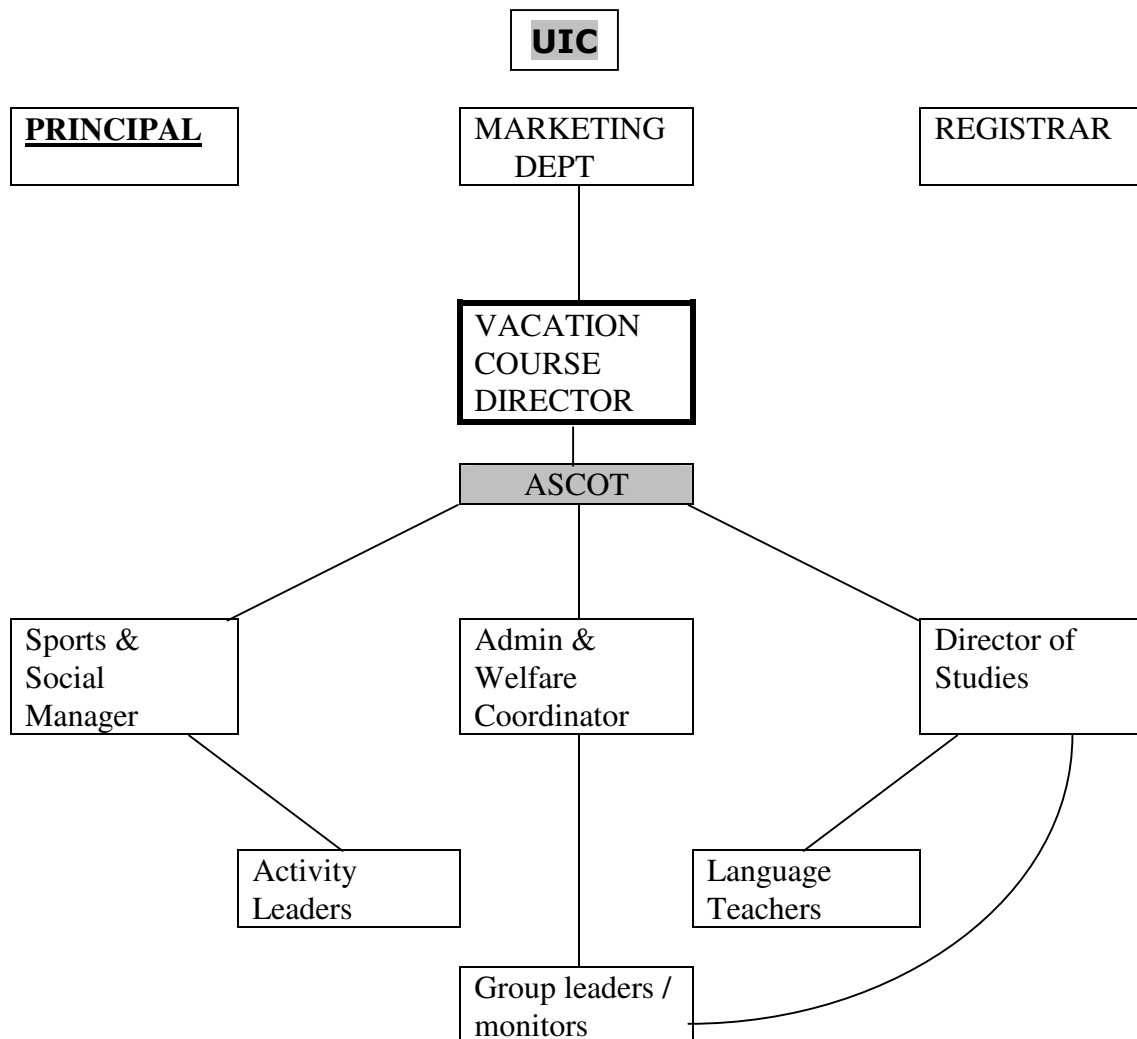 UIC
PRINCIPAL
MARKETING
DEPT
REGISTRAR
VACATION
COURSE
DIRECTOR
ASCOT
Sports &
Social
Manager
Admin &
Welfare
Coordinator
Director of
Studies
Activity
Leaders
Language
Teachers
Group leaders /
monitors